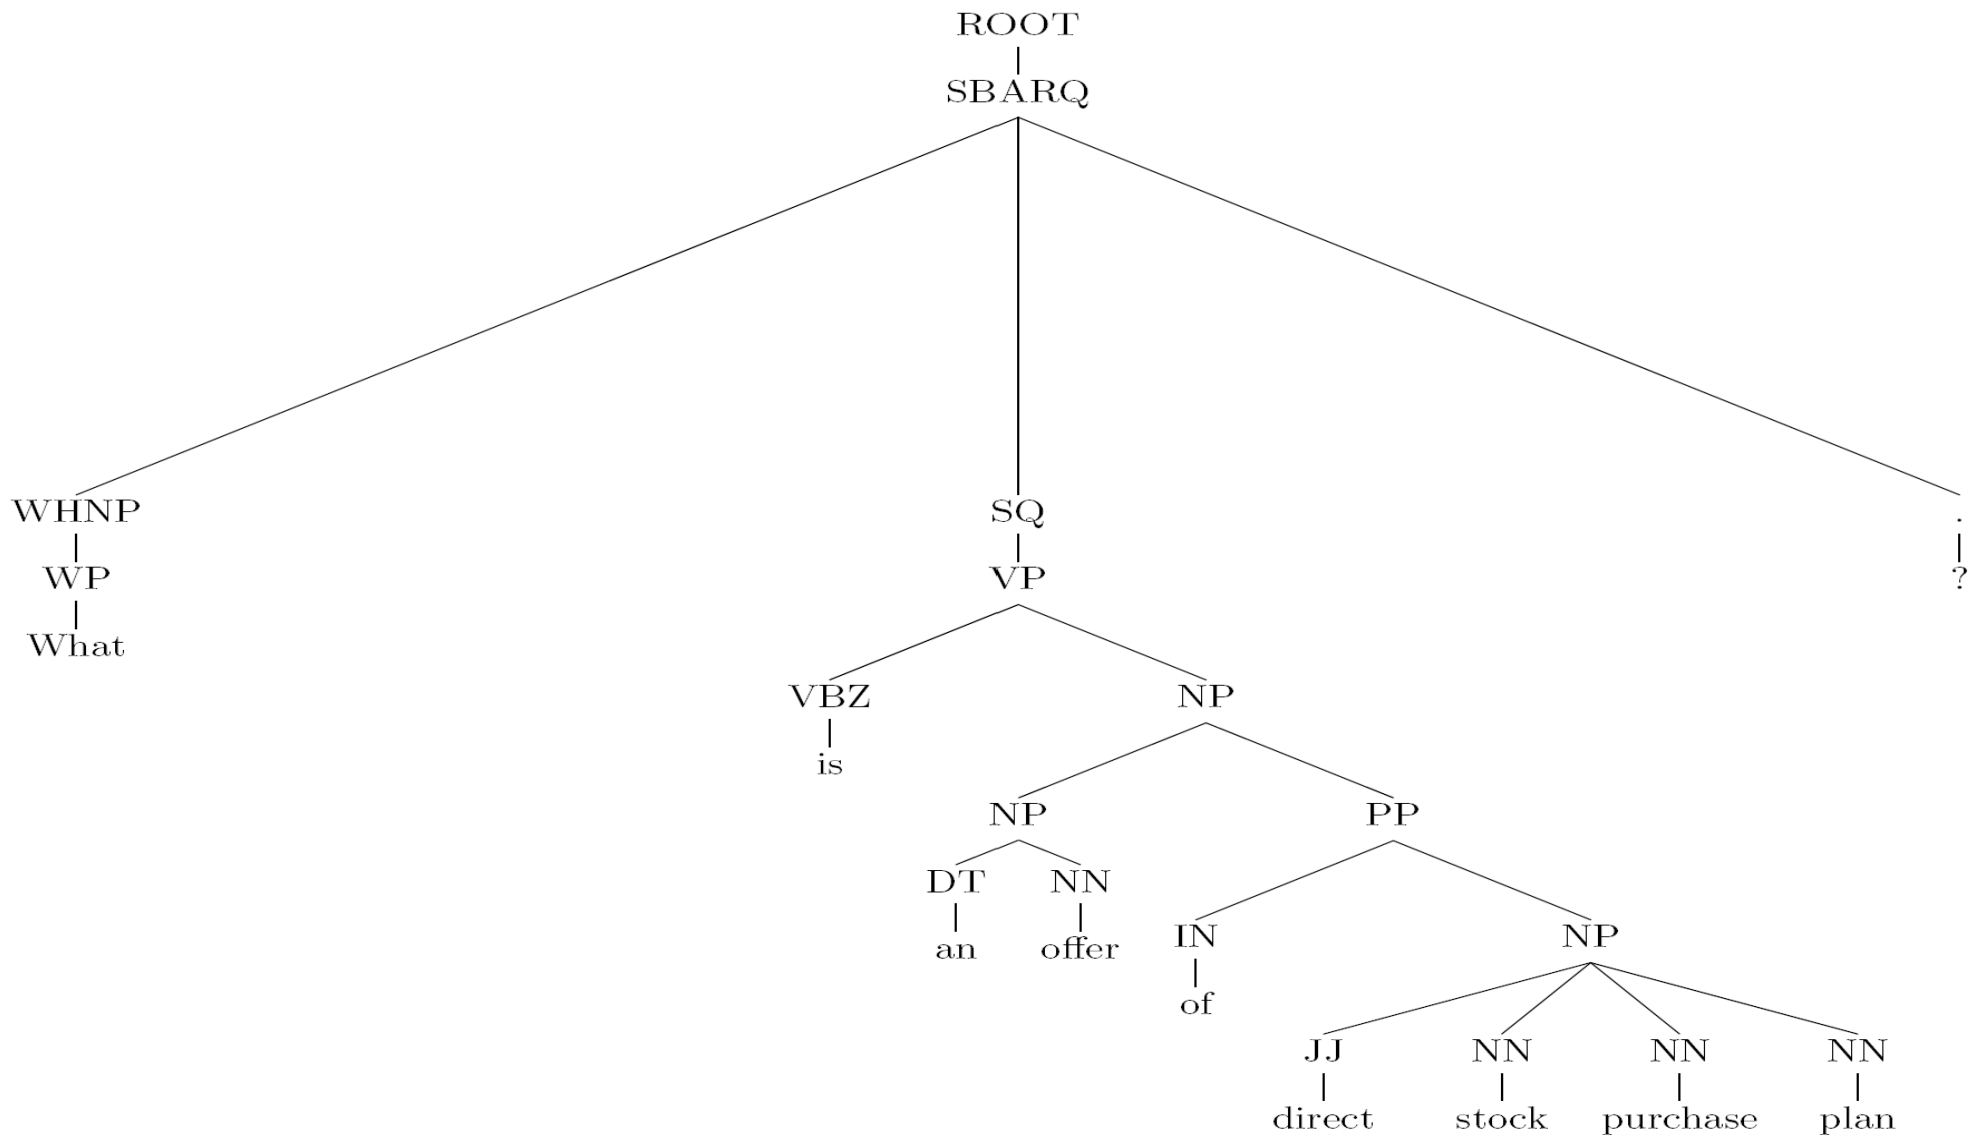 ROOT
SBARQ
WHNP SQ .
WP VP ?
What
VBZ NP
is
NP PP
DT NN
IN NP
an offer
of
JJ NN NN NN
direct stock purchase plan